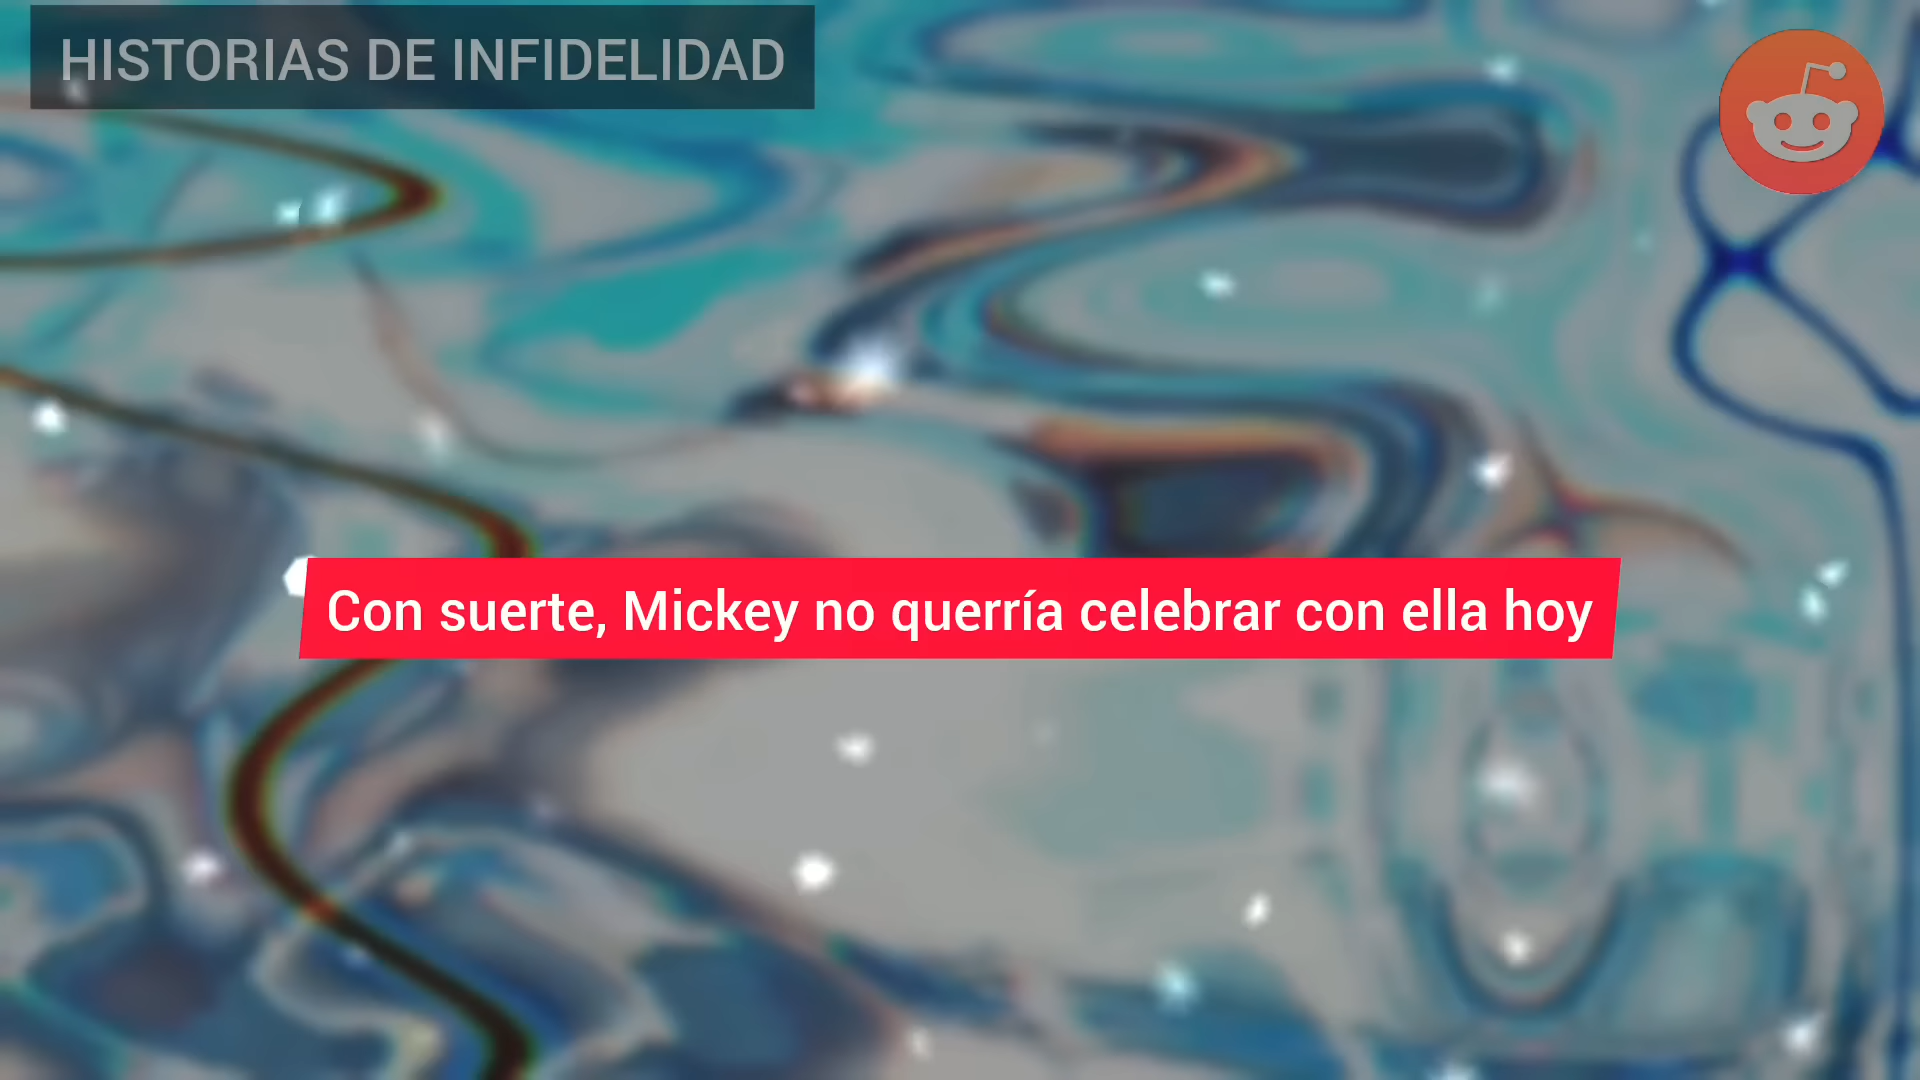 HISTORIAS DE INFIDELIDAD
Con suerte, Mickey no querría celebrar con ella hoy